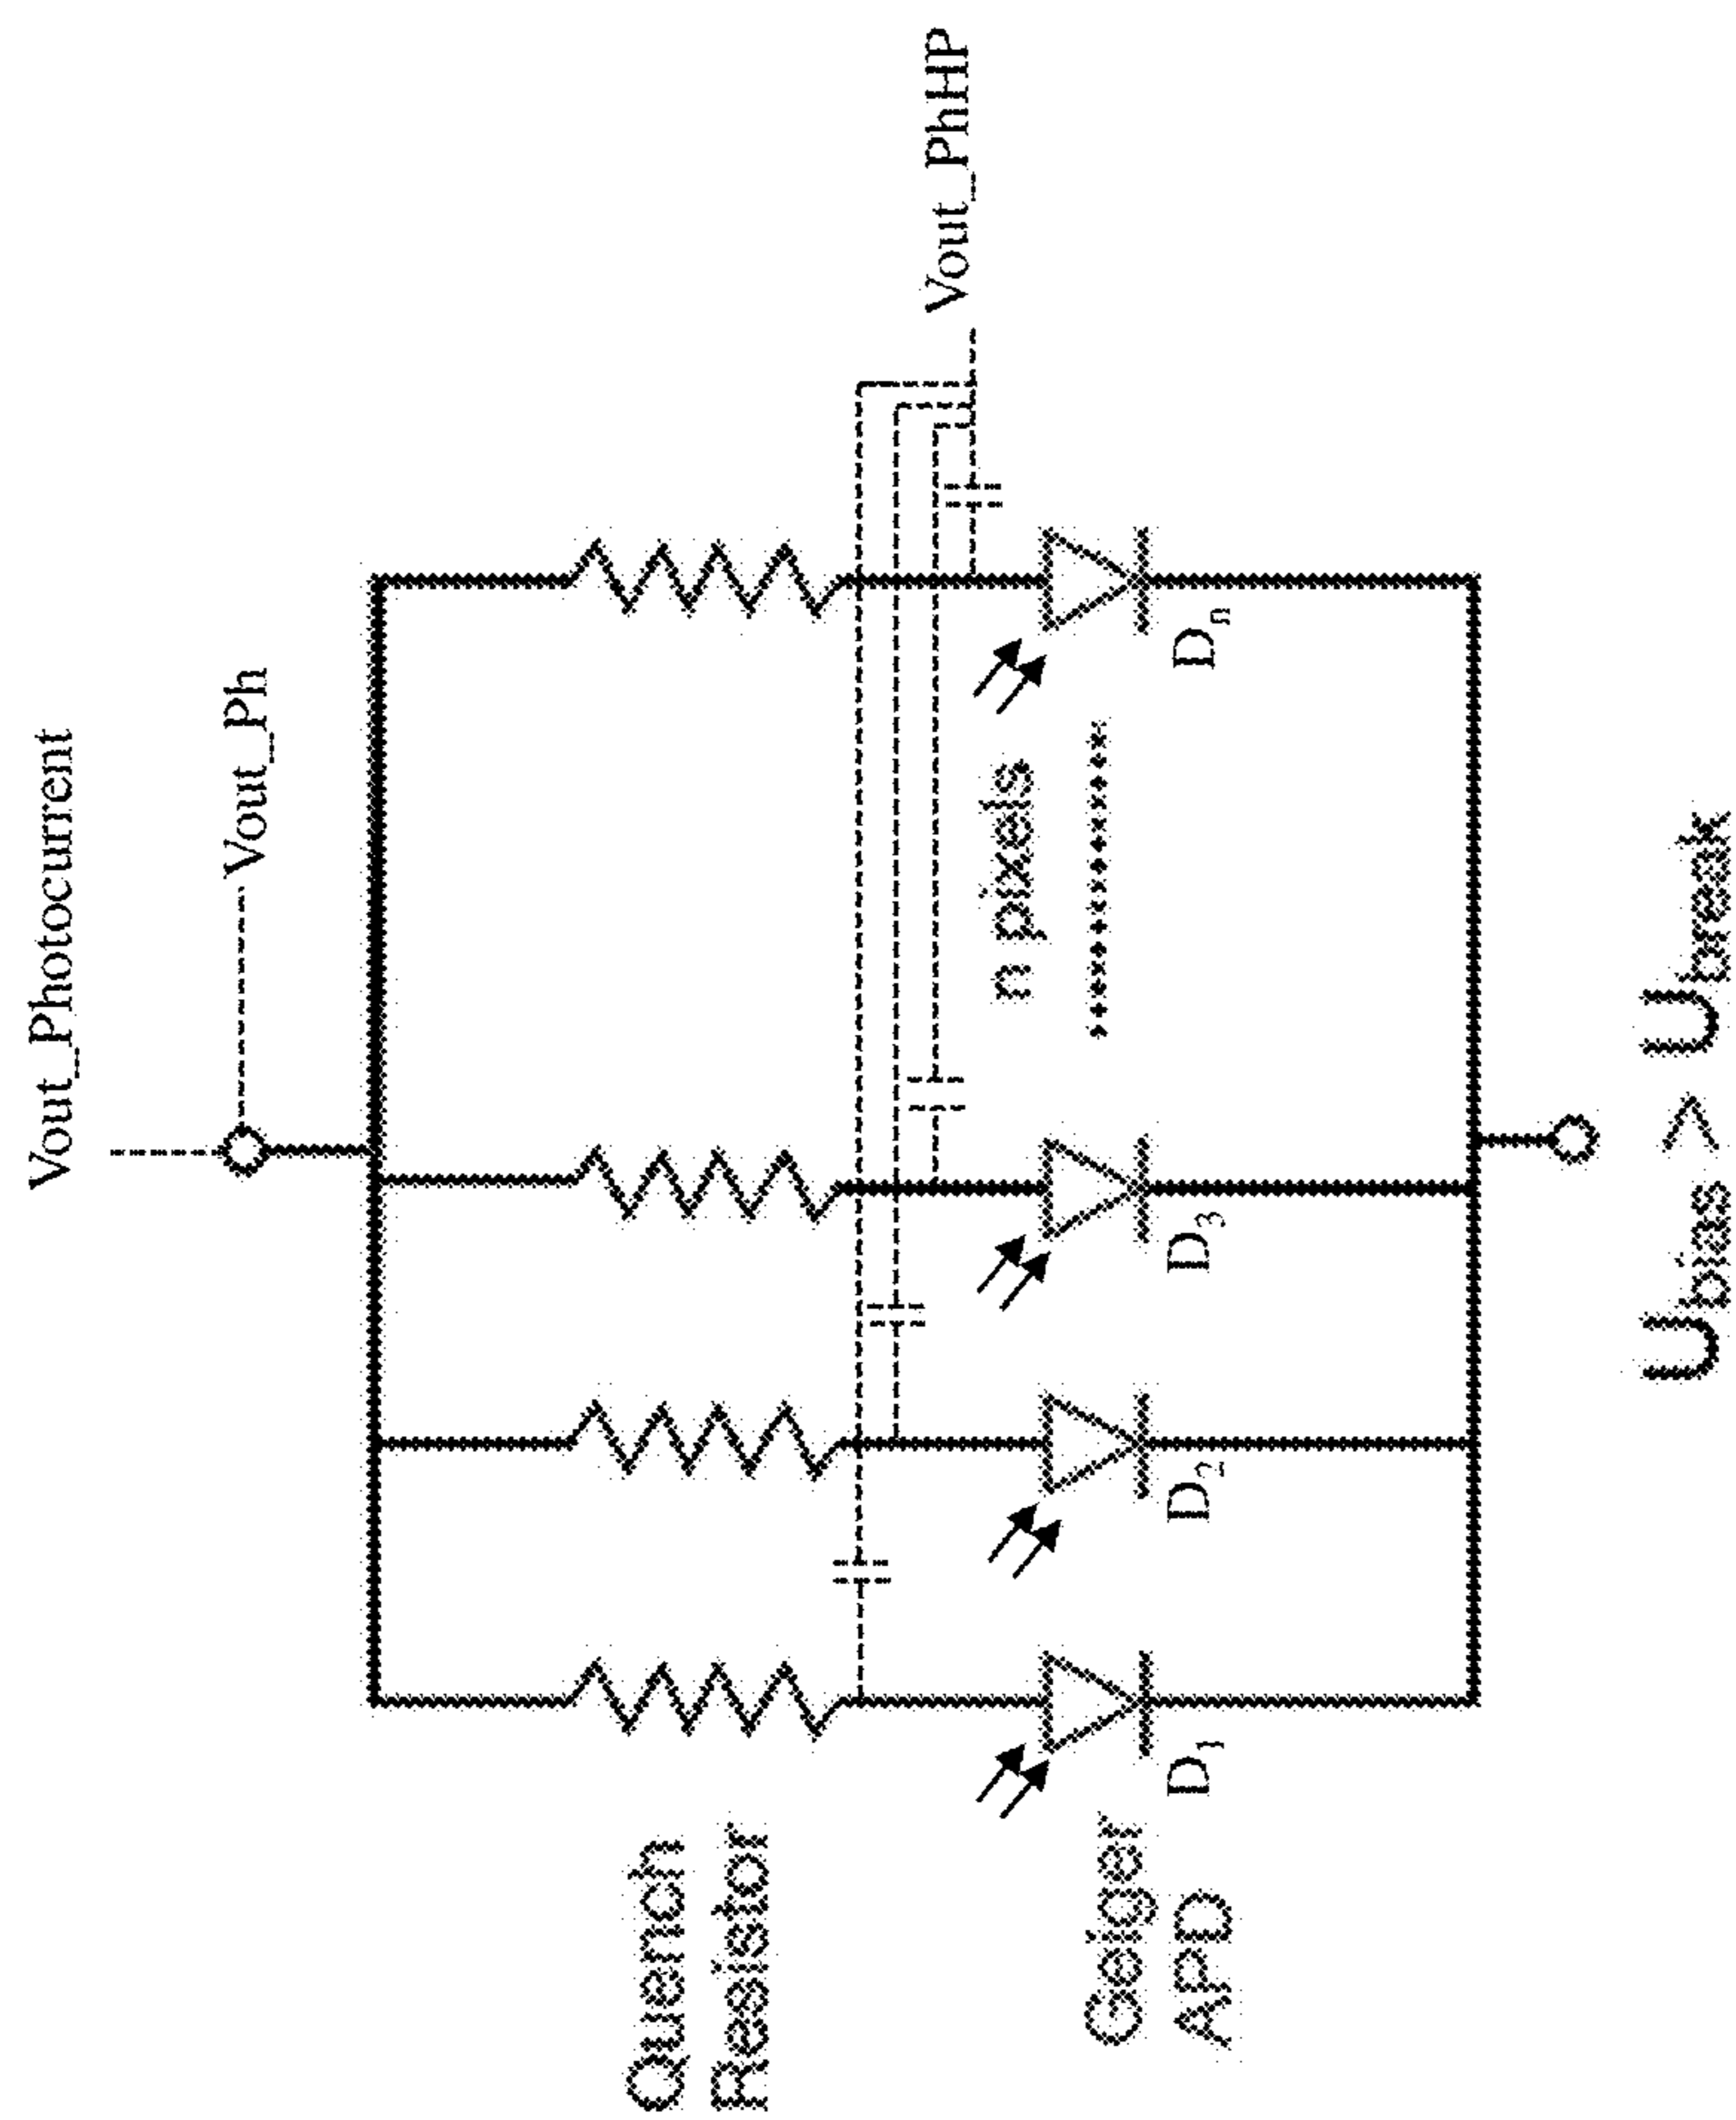 Vout_Photocurrent
Vout_Ph
Vout_PhHP
Quench
Resistor
n pixels
Geiger
APD
D1
D2
D3
Dn
Ubias > Ubreak